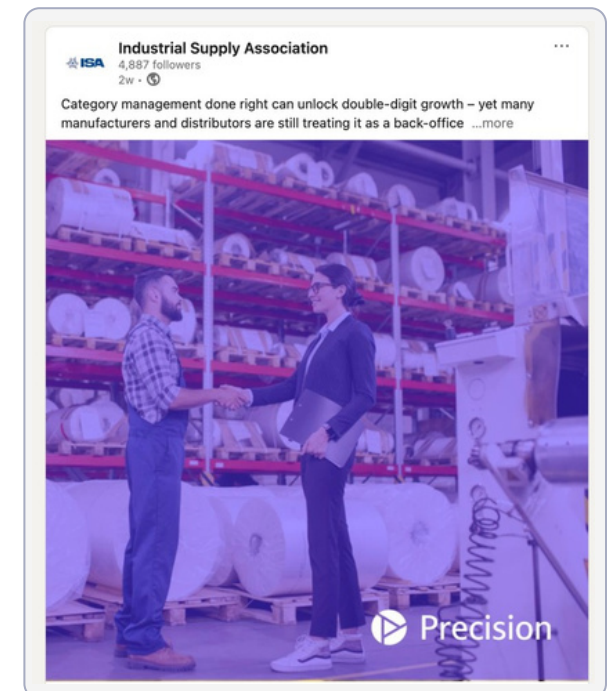 Industrial Supply Association
ISA
4,887 followers
2w •
Category management done right can unlock double-digit growth – yet many
manufacturers and distributors are still treating it as a back-office ...more
Precision